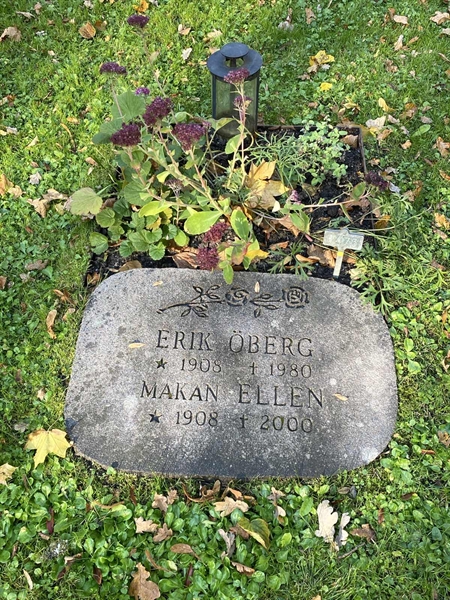 ERIK ÖBERG
★ 1908 † 1980
MAKAN ELLEN
★ 1908 † 2000